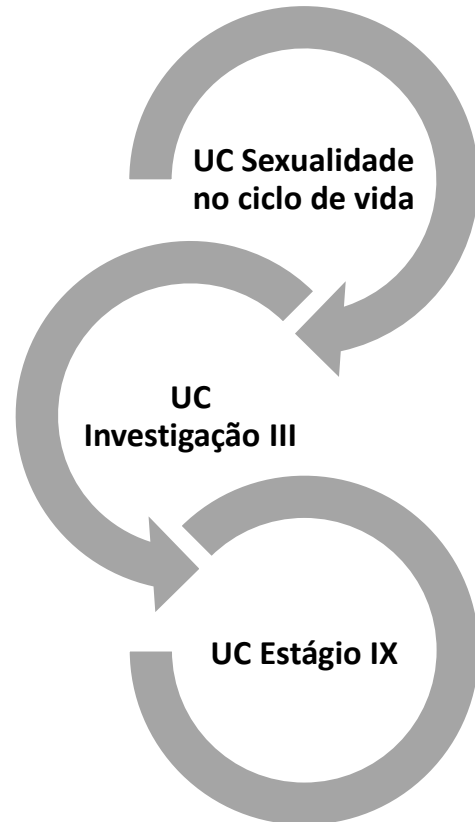 UC Sexualidade
no ciclo de vida
UC
Investigação III
UC Estágio IX